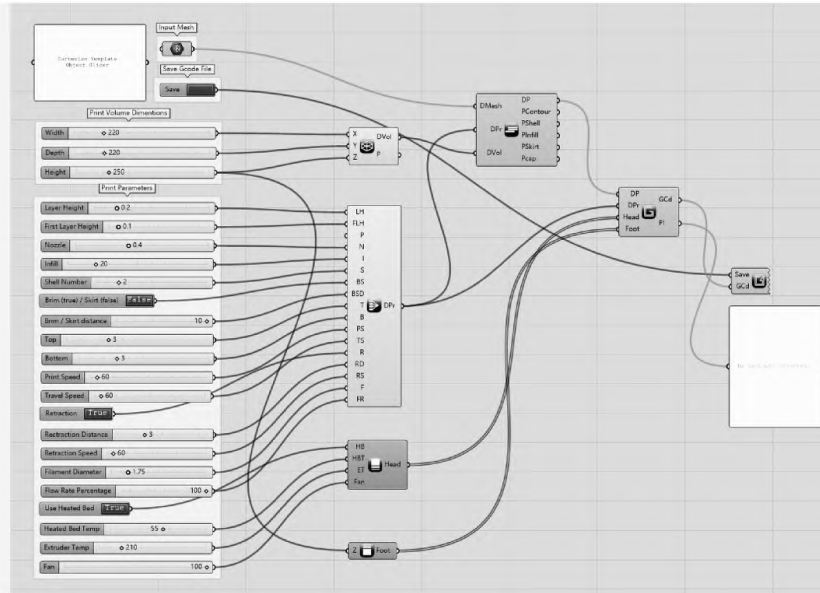 Input Mesh
Cartesian Template
Object Slicer
Save Gcode File
Save
Print Volume Dimentions
Width 220
Depth 220
Height 250
X
Y
Z
DVol
P
DMesh
DPr
DVol
DP
PContour
PShell
PInfill
PSkirt
Pcap
Print Parameters
Layer Height 0.2
First Layer Height 0.1
Nozzle 0.4
Infill 20
Shell Number 2
Brim (true) / Skirt (false) False
Brim / Skirt distance 10
Top 3
Bottom 3
Print Speed 60
Travel Speed 60
Retraction True
Rectraction Distance 3
Retraction Speed 60
Filament Diameter 1.75
Flow Rate Percentage 100
Use Heated Bed True
Heated Bed Temp 55
Extruder Temp 210
Fan 100
LH
FLH
P
N
I
S
BS
BSD
T
B
PS
TS
R
RD
RS
F
FR
DPr
HB
HBT
ET
Fan
Head
Z
Foot
DP
DPr
Head
Foot
GCd
Pl
Save
GCd